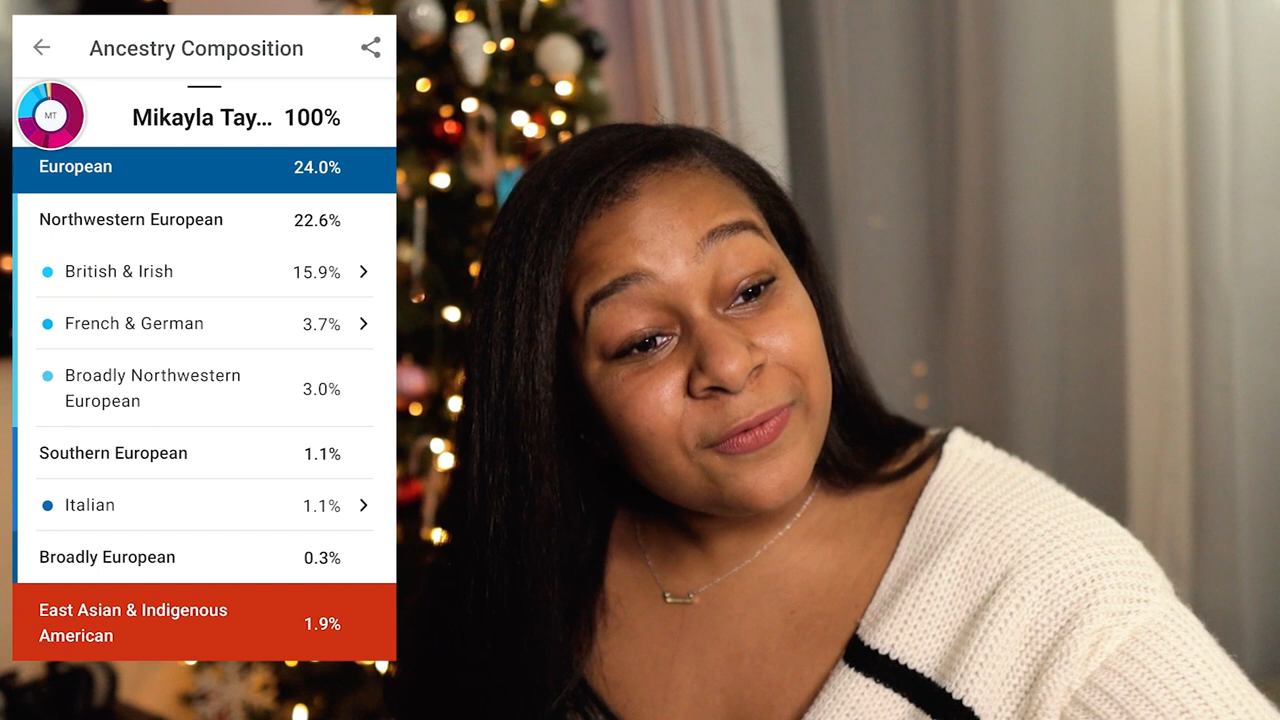 Ancestry Composition
MT
Mikayla Tay... 100%
European 24.0%
Northwestern European 22.6%
British & Irish 15.9%
French & German 3.7%
Broadly Northwestern
European 3.0%
Southern European 1.1%
Italian 1.1%
Broadly European 0.3%
East Asian & Indigenous
American 1.9%